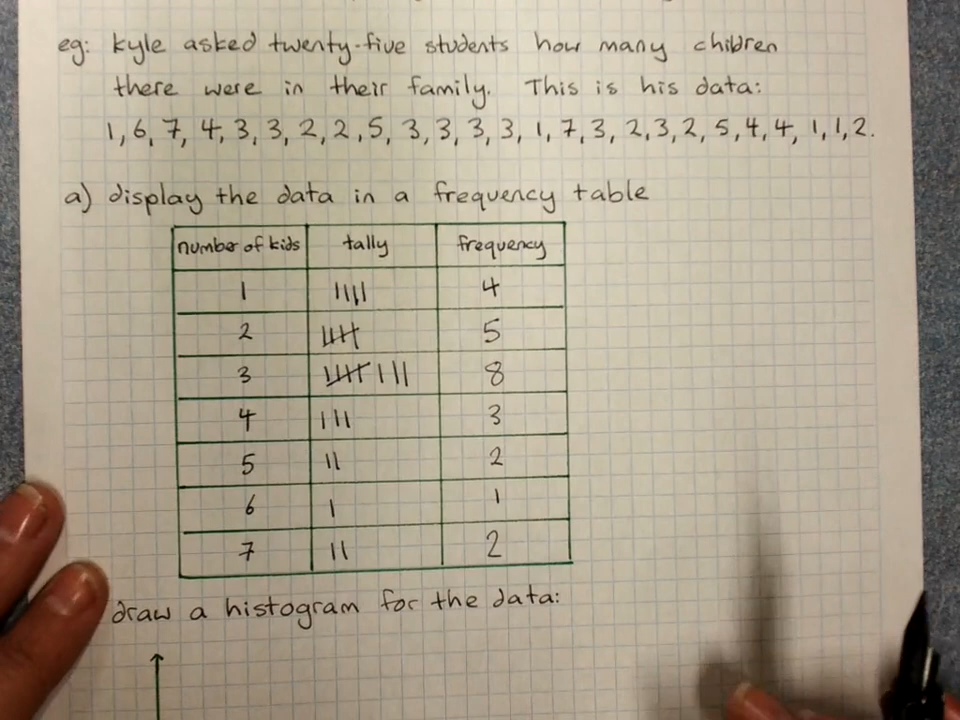 eg: Kyle asked twenty-five students how many children
there were in their family. This is his data:
1, 6, 7, 4, 3, 3, 2, 2, 5, 3, 3, 3, 3, 1, 7, 3, 2, 3, 2, 5, 4, 4, 1, 1, 2.
a) display the data in a frequency table
number of kids tally frequency
1 |||| 4
2 ||||| 5
3 |||||||| 8
4 ||| 3
5 || 2
6 | 1
7 || 2
draw a histogram for the data: